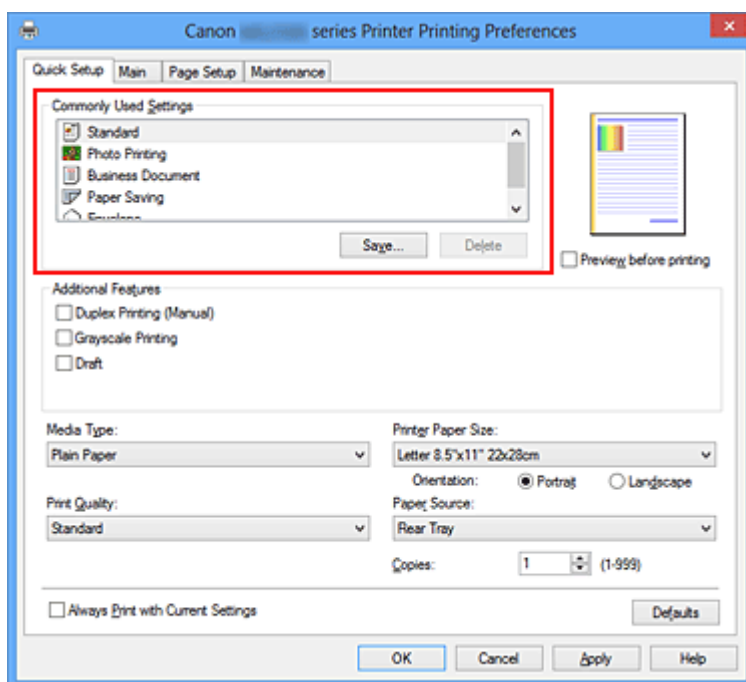 Canon series Printer Printing Preferences
Quick Setup Main Page Setup Maintenance
Commonly Used Settings
Standard
Photo Printing
Business Document
Paper Saving
Envelope
Save... Delete
Preview before printing
Additional Features
Duplex Printing (Manual)
Grayscale Printing
Draft
Media Type: Printer Paper Size:
Plain Paper Letter 8.5"x11" 22x28cm
Orientation: Portrait Landscape
Print Quality: Paper Source:
Standard Rear Tray
Copies: 1 (1-999)
Always Print with Current Settings Defaults
OK Cancel Apply Help